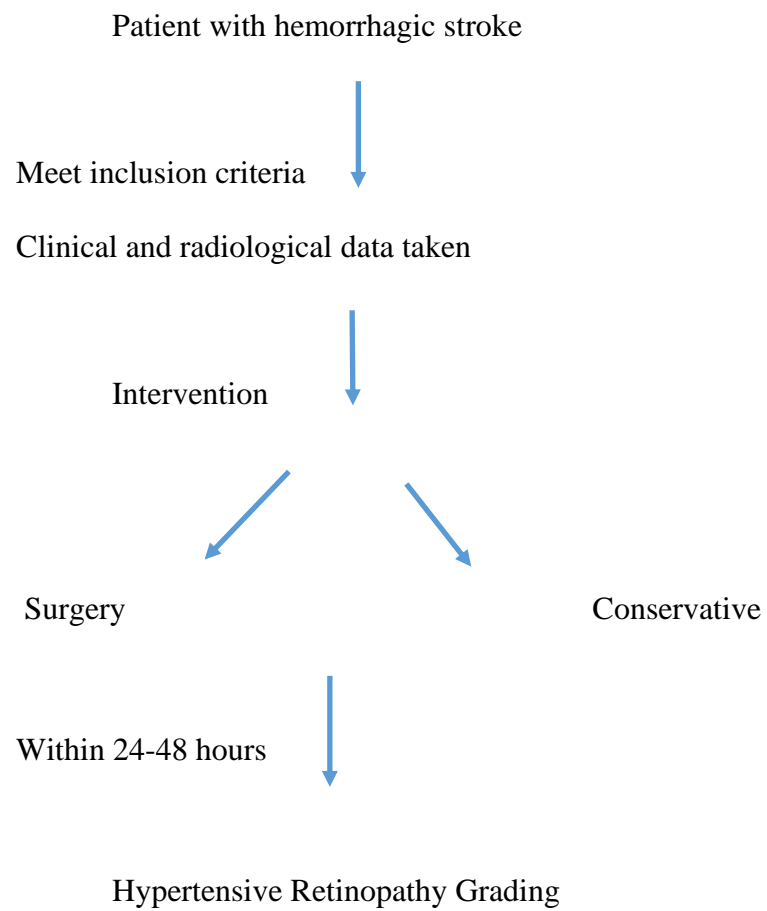 Patient with hemorrhagic stroke
Meet inclusion criteria
Clinical and radiological data taken
Intervention
Surgery Conservative
Within 24-48 hours
Hypertensive Retinopathy Grading